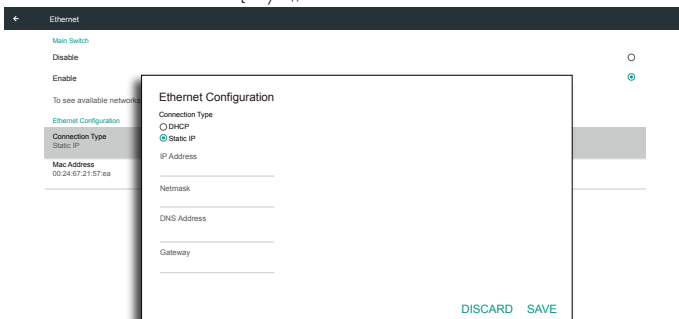 Ethernet
Main Switch
Disable
Enable
To see available networks
Ethernet Configuration
Connection Type
Static IP
Mac Address
00:24:67:21:57:ea
Ethernet Configuration
Connection Type
DHCP
Static IP
IP Address
Netmask
DNS Address
Gateway
DISCARD SAVE